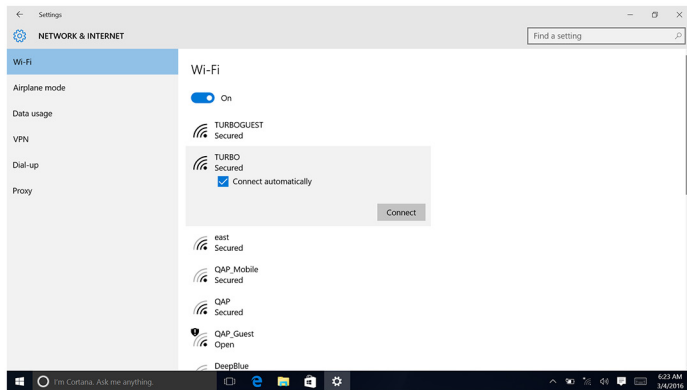 Settings
NETWORK & INTERNET
Find a setting
Wi-Fi
Airplane mode
Data usage
VPN
Dial-up
Proxy
Wi-Fi
On
TURBOGUEST
Secured
TURBO
Secured
Connect automatically
Connect
east
Secured
QAP_Mobile
Secured
QAP
Secured
QAP_Guest
Open
DeepBlue
I'm Cortana. Ask me anything.
6:23 AM
3/4/2016